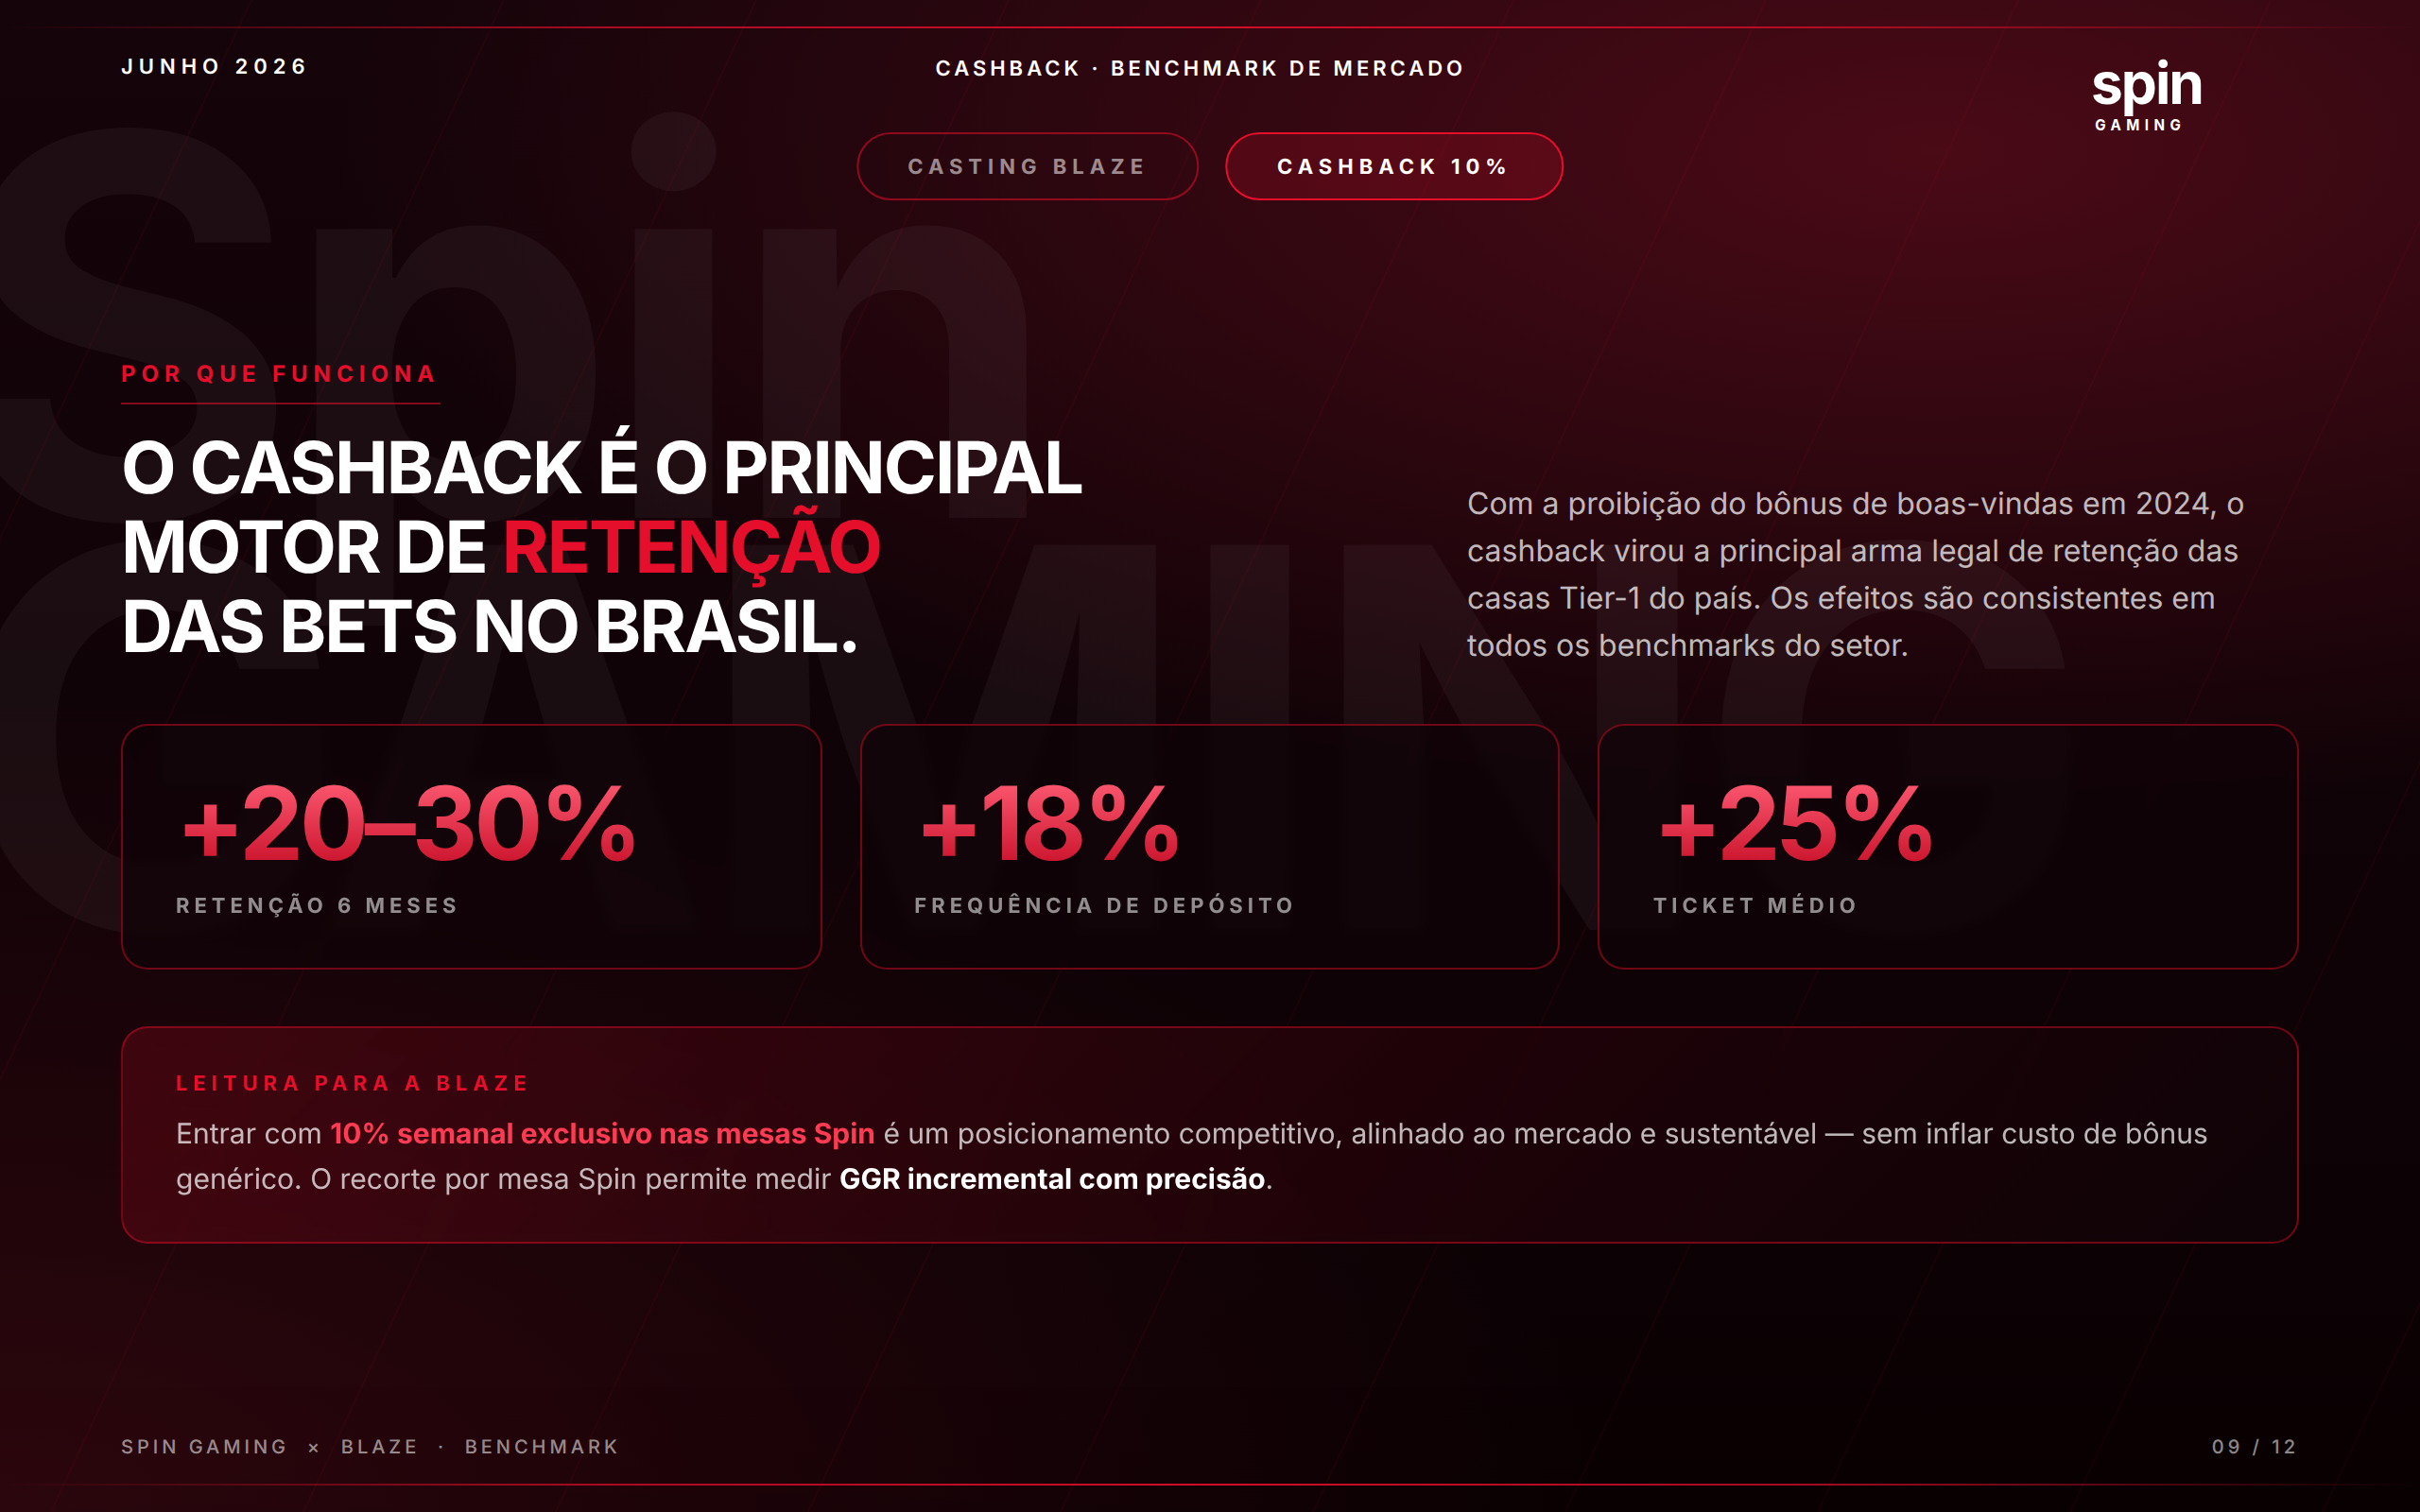 JUNHO 2026
CASHBACK · BENCHMARK DE MERCADO
spin
GAMING
CASTING BLAZE
CASHBACK 10%
Spin
GAMING
POR QUE FUNCIONA
O CASHBACK É O PRINCIPAL
MOTOR DE RETENÇÃO
DAS BETS NO BRASIL.
Com a proibição do bônus de boas-vindas em 2024, o
cashback virou a principal arma legal de retenção das
casas Tier-1 do país. Os efeitos são consistentes em
todos os benchmarks do setor.
+20–30%
RETENÇÃO 6 MESES
+18%
FREQUÊNCIA DE DEPÓSITO
+25%
TICKET MÉDIO
LEITURA PARA A BLAZE
Entrar com 10% semanal exclusivo nas mesas Spin é um posicionamento competitivo, alinhado ao mercado e sustentável — sem inflar custo de bônus
genérico. O recorte por mesa Spin permite medir GGR incremental com precisão.
SPIN GAMING × BLAZE · BENCHMARK
09 / 12